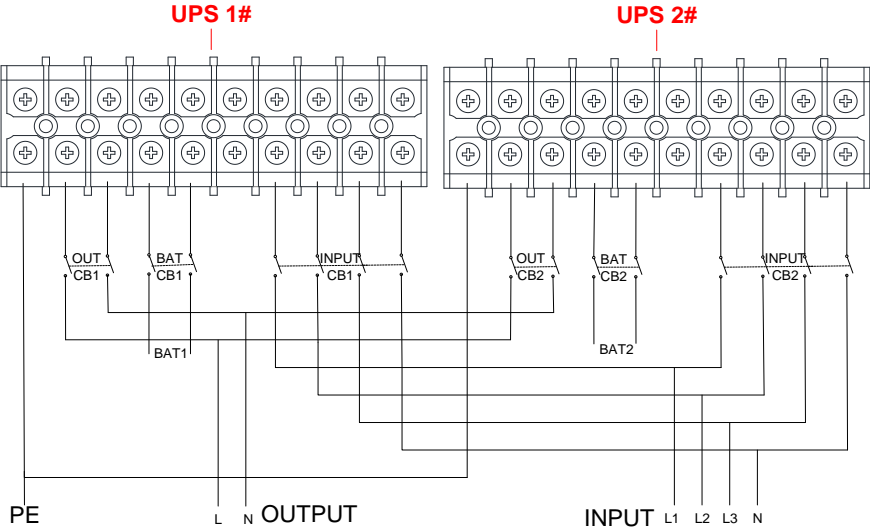 UPS 1#
UPS 2#
OUT
CB1
BAT
CB1
INPUT
CB1
OUT
CB2
BAT
CB2
INPUT
CB2
BAT1
BAT2
PE
L N OUTPUT
INPUT L1 L2 L3 N